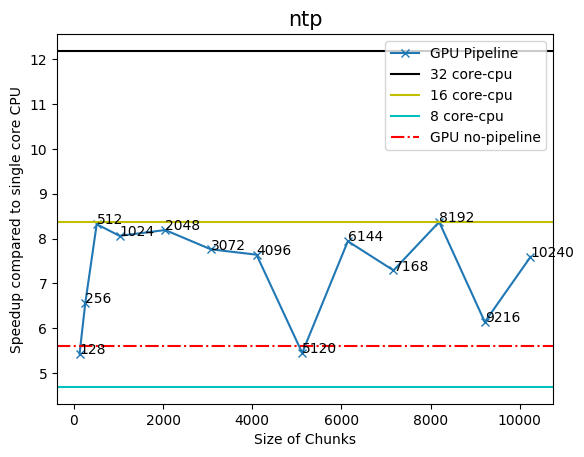 ntp
GPU Pipeline
32 core-cpu
16 core-cpu
8 core-cpu
GPU no-pipeline
Speedup compared to single core CPU
12
11
10
9
8
7
6
5
128
256
512
1024
2048
3072
4096
5120
6144
7168
8192
9216
10240
0 2000 4000 6000 8000 10000
Size of Chunks